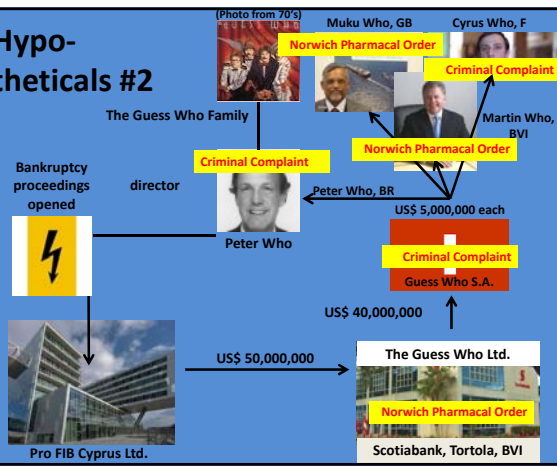 Hypo-
theticals #2
(Photo from 70's)
Muku Who, GB
Cyrus Who, F
Norwich Pharmacal Order
Criminal Complaint
The Guess Who Family
Martin Who,
BVI
Norwich Pharmacal Order
Criminal Complaint
Bankruptcy
proceedings
opened
director
Peter Who, BR
Peter Who
US$ 5,000,000 each
Criminal Complaint
Guess Who S.A.
US$ 40,000,000
US$ 50,000,000
The Guess Who Ltd.
Norwich Pharmacal Order
Scotiabank, Tortola, BVI
Pro FIB Cyprus Ltd.